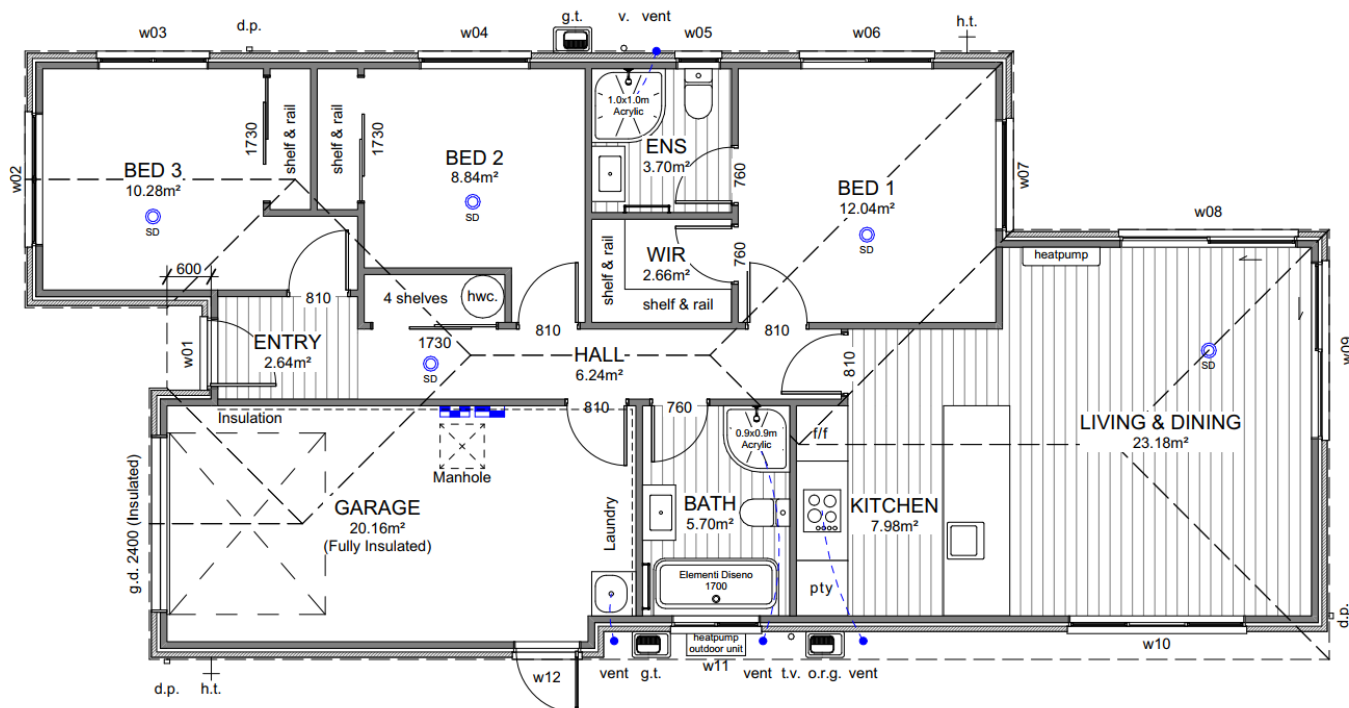 g.t.
v.
vent
h.t.
w03
d.p.
w04
w05
w06
1.0x1.0m
Acrylic
1730
shelf & rail
shelf & rail
1730
w02
BED 3
10.28m²
SD
BED 2
8.84m²
SD
ENS
3.70m²
760
BED 1
12.04m²
SD
w07
w08
heatpump
600
810
4 shelves
hwc.
shelf & rail
WIR
2.66m²
shelf & rail
760
w01
ENTRY
2.64m²
1730
SD
810
HALL
6.24m²
810
810
SD
w09
Insulation
810
760
0.9x0.9m
Acrylic
f/f
LIVING & DINING
23.18m²
Manhole
g.d. 2400 (Insulated)
GARAGE
20.16m²
(Fully Insulated)
Laundry
BATH
5.70m²
KITCHEN
7.98m²
Elementi Diseno
1700
pty
d.p.
heatpump
outdoor unit
w10
w12
vent
g.t.
w11
vent
t.v.
o.r.g.
vent
d.p.
h.t.